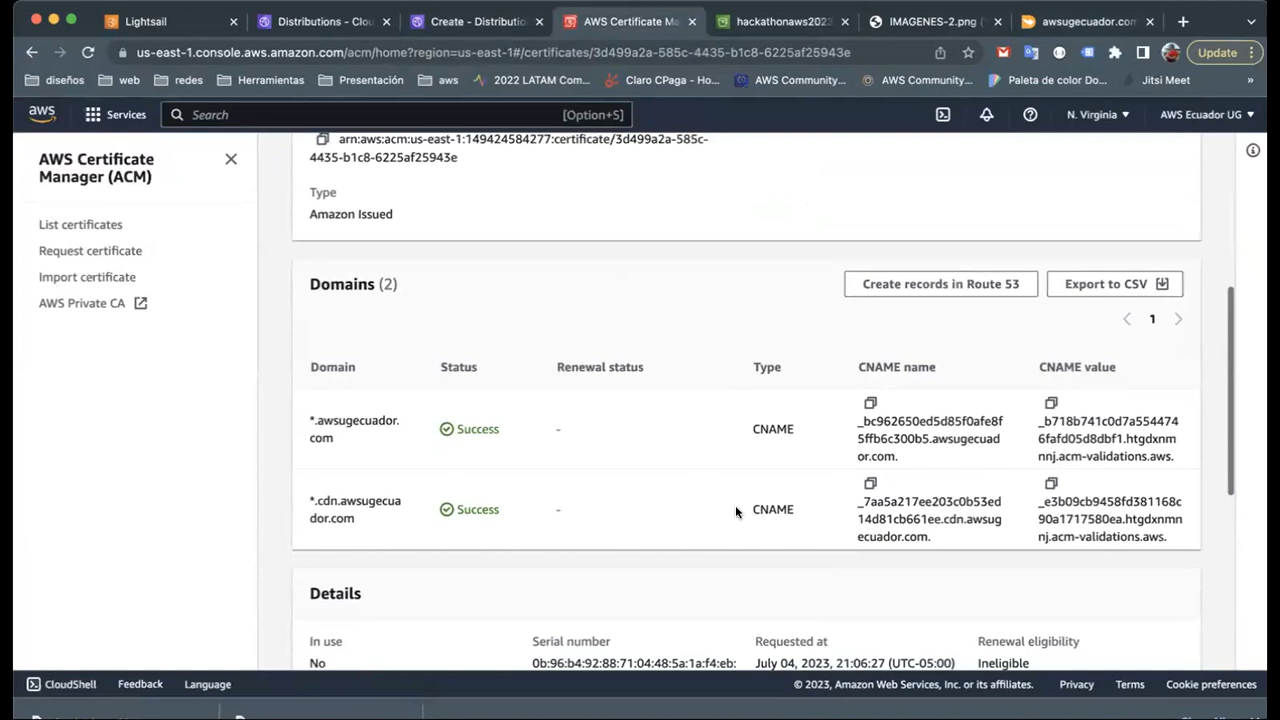 Lightsail
Distributions - Clou
Create - Distributio
AWS Certificate Ma
hackathonaws2023
IMAGENES-2.png (
awsugecuador.com
us-east-1.console.aws.amazon.com/acm/home?region=us-east-1#/certificates/3d499a2a-585c-4435-b1c8-6225af25943e
Update
diseños
web
redes
Herramientas
Presentación
aws
2022 LATAM Com...
Claro CPaga - Ho...
AWS Community...
AWS Community...
Paleta de color Do...
Jitsi Meet
»
aws
Services
Search
[Option+S]
N. Virginia
AWS Ecuador UG
AWS Certificate
Manager (ACM)
List certificates
Request certificate
Import certificate
AWS Private CA
arn:aws:acm:us-east-1:149424584277:certificate/3d499a2a-585c-
4435-b1c8-6225af25943e
Type
Amazon Issued
Domains (2)
Create records in Route 53
Export to CSV
1
Domain
Status
Renewal status
Type
CNAME name
CNAME value
*.awsugecuador.
com
Success
-
CNAME
_bc962650ed5d85f0afe8f
5ffb6c300b5.awsugecuad
or.com.
_b718b741c0d7a554474
6fafd05d8dbf1.htgdxnm
nnj.acm-validations.aws.
*.cdn.awsugecua
dor.com
Success
-
CNAME
_7aa5a217ee203c0b53ed
14d81cb661ee.cdn.awsug
ecuador.com.
_e3b09cb9458fd381168c
90a1717580ea.htgdxnmn
nj.acm-validations.aws.
Details
In use
No
Serial number
0b:96:b4:92:88:71:04:48:5a:1a:f4:eb:
Requested at
July 04, 2023, 21:06:27 (UTC-05:00)
Renewal eligibility
Ineligible
CloudShell
Feedback
Language
© 2023, Amazon Web Services, Inc. or its affiliates.
Privacy
Terms
Cookie preferences